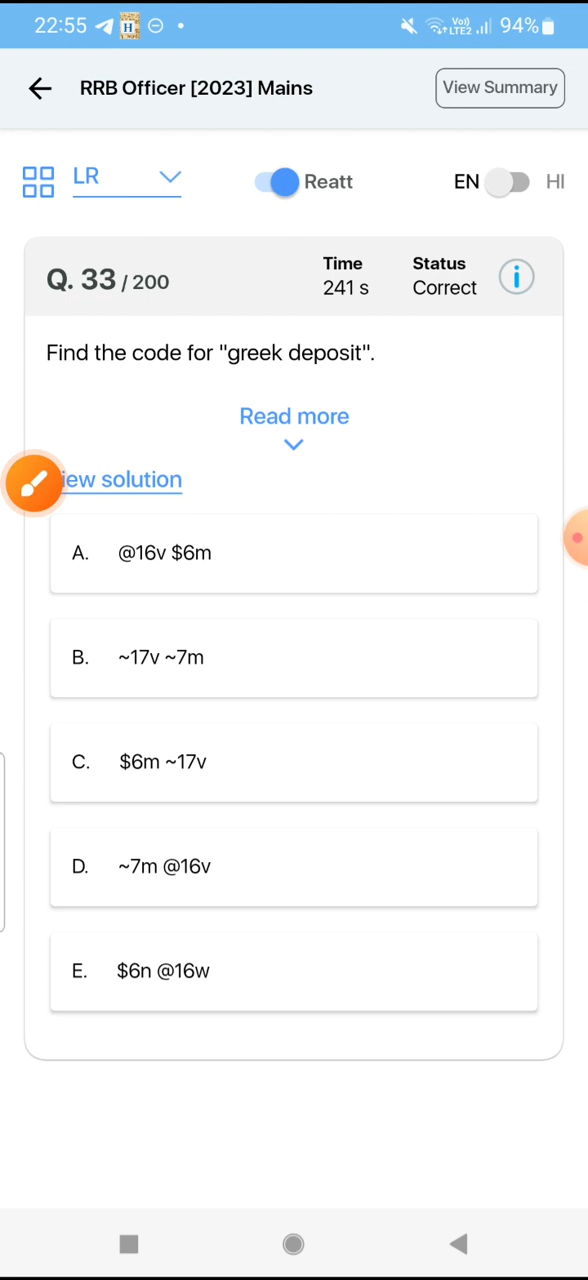 22:55 H Vo) LTE2 94%
RRB Officer [2023] Mains View Summary
LR Reatt EN HI
Q. 33 / 200 Time 241 s Status Correct i
Find the code for "greek deposit".
Read more
iew solution
A. @16v $6m
B. ~17v ~7m
C. $6m ~17v
D. ~7m @16v
E. $6n @16w